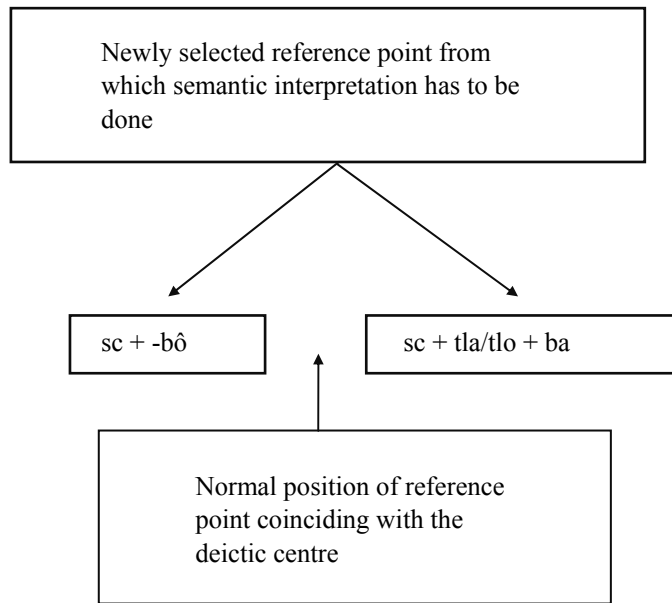 Newly selected reference point from
which semantic interpretation has to be
done
sc + -bô
sc + tla/tlo + ba
Normal position of reference
point coinciding with the
deictic centre